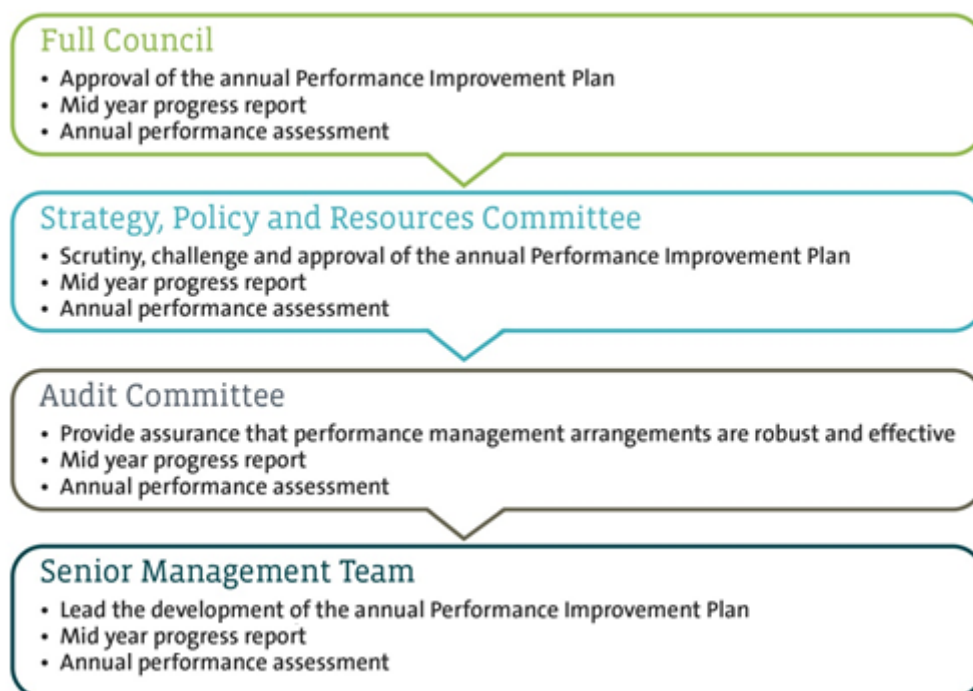 Full Council
• Approval of the annual Performance Improvement Plan
• Mid year progress report
• Annual performance assessment
Strategy, Policy and Resources Committee
• Scrutiny, challenge and approval of the annual Performance Improvement Plan
• Mid year progress report
• Annual performance assessment
Audit Committee
• Provide assurance that performance management arrangements are robust and effective
• Mid year progress report
• Annual performance assessment
Senior Management Team
• Lead the development of the annual Performance Improvement Plan
• Mid year progress report
• Annual performance assessment